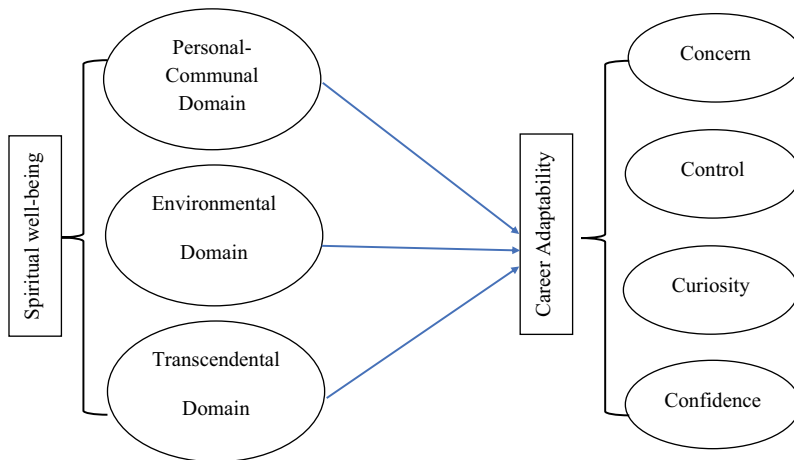 Spiritual well-being
Personal-
Communal
Domain
Environmental
Domain
Transcendental
Domain
Career Adaptability
Concern
Control
Curiosity
Confidence